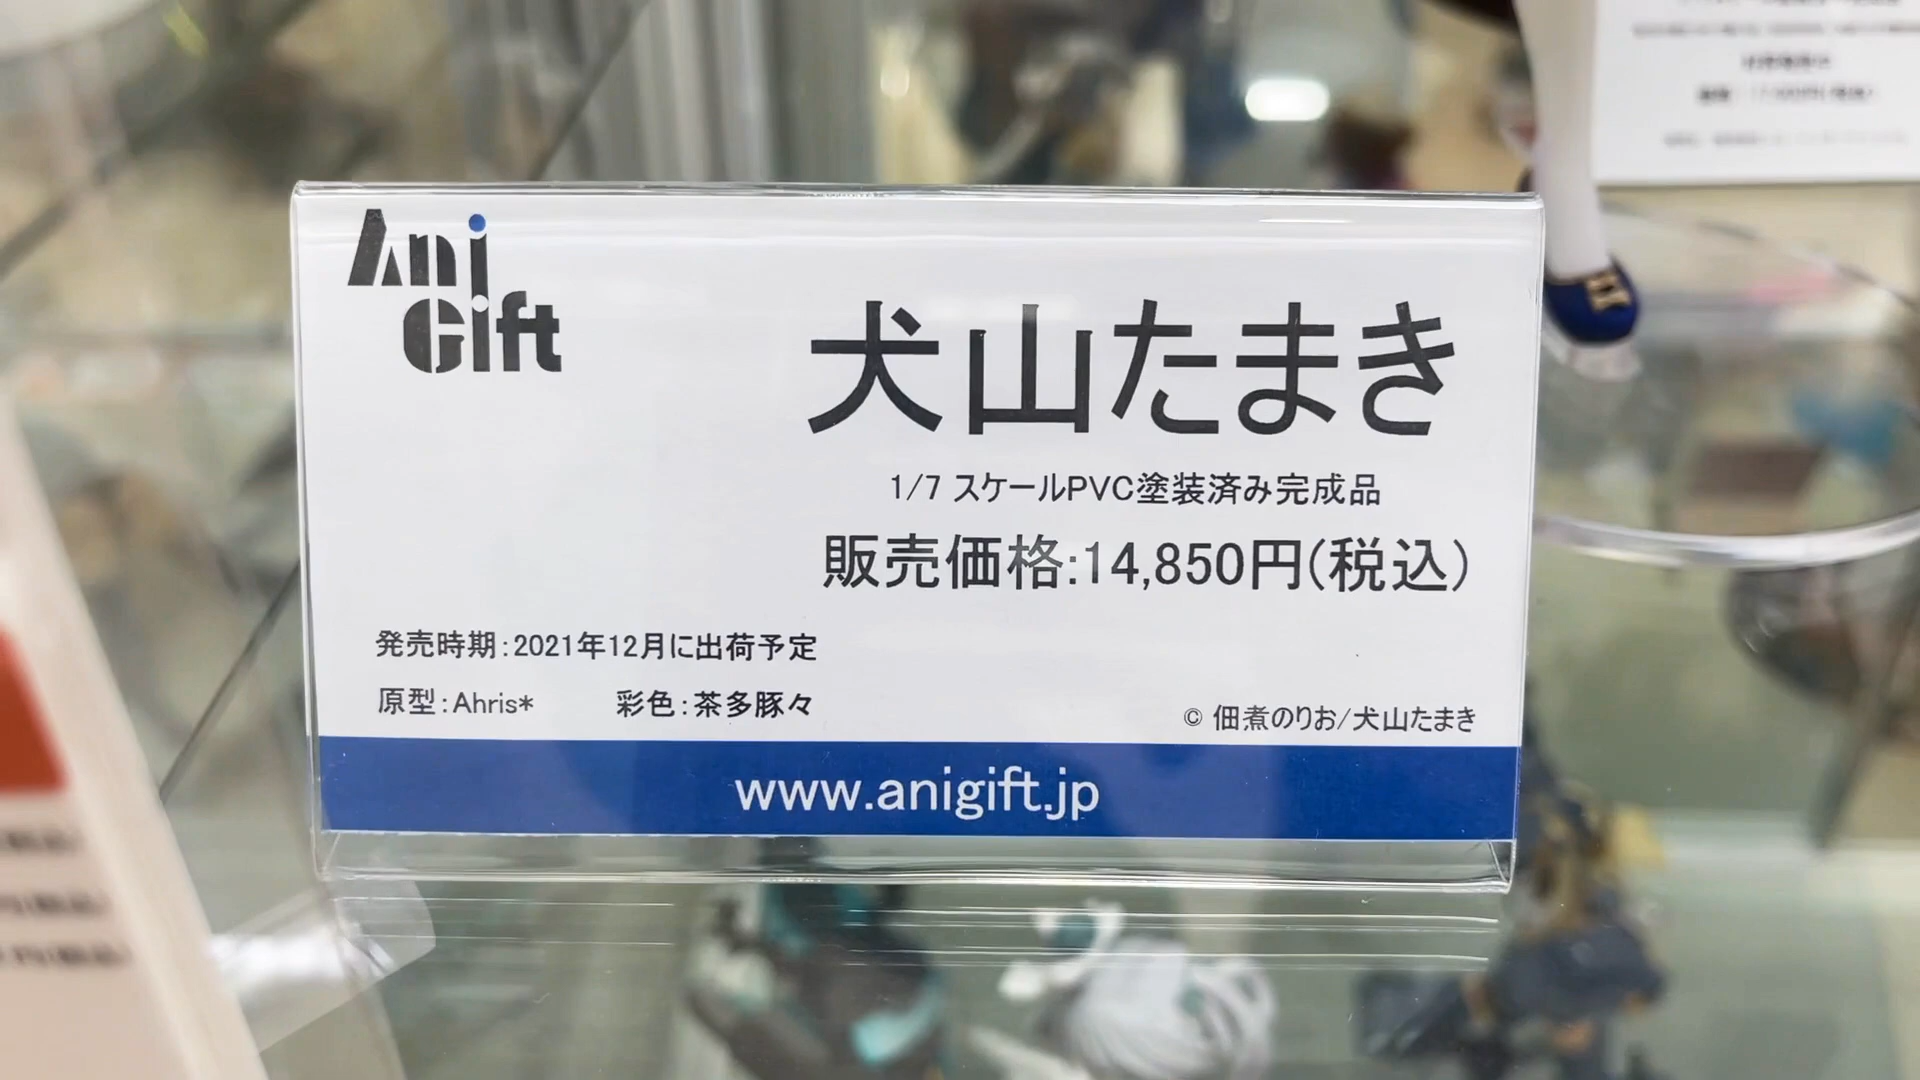 Ani
Gift
犬山たまき
1/7 スケールPVC塗装済み完成品
販売価格:14,850円(税込)
発売時期:2021年12月に出荷予定
原型:Ahris* 彩色:茶多豚々
© 佃煮のりお/犬山たまき
www.anigift.jp